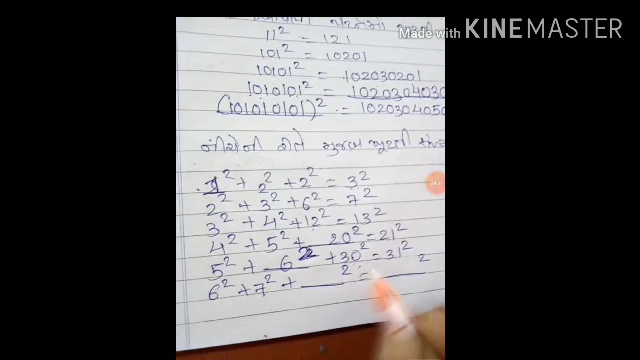 Made with KINEMASTER
11² = 121
101² = 10201
10101² = 102030201
1010101² = 1020304030
(101010101)² = 1020304050
નીચેની રીત મુજબ
1² + 2² + 2² = 3²
2² + 3² + 6² = 7²
3² + 4² + 12² = 13²
4² + 5² + 20² = 21²
5² + 6² + 30² = 31²
6² + 7² + ___² = ___²